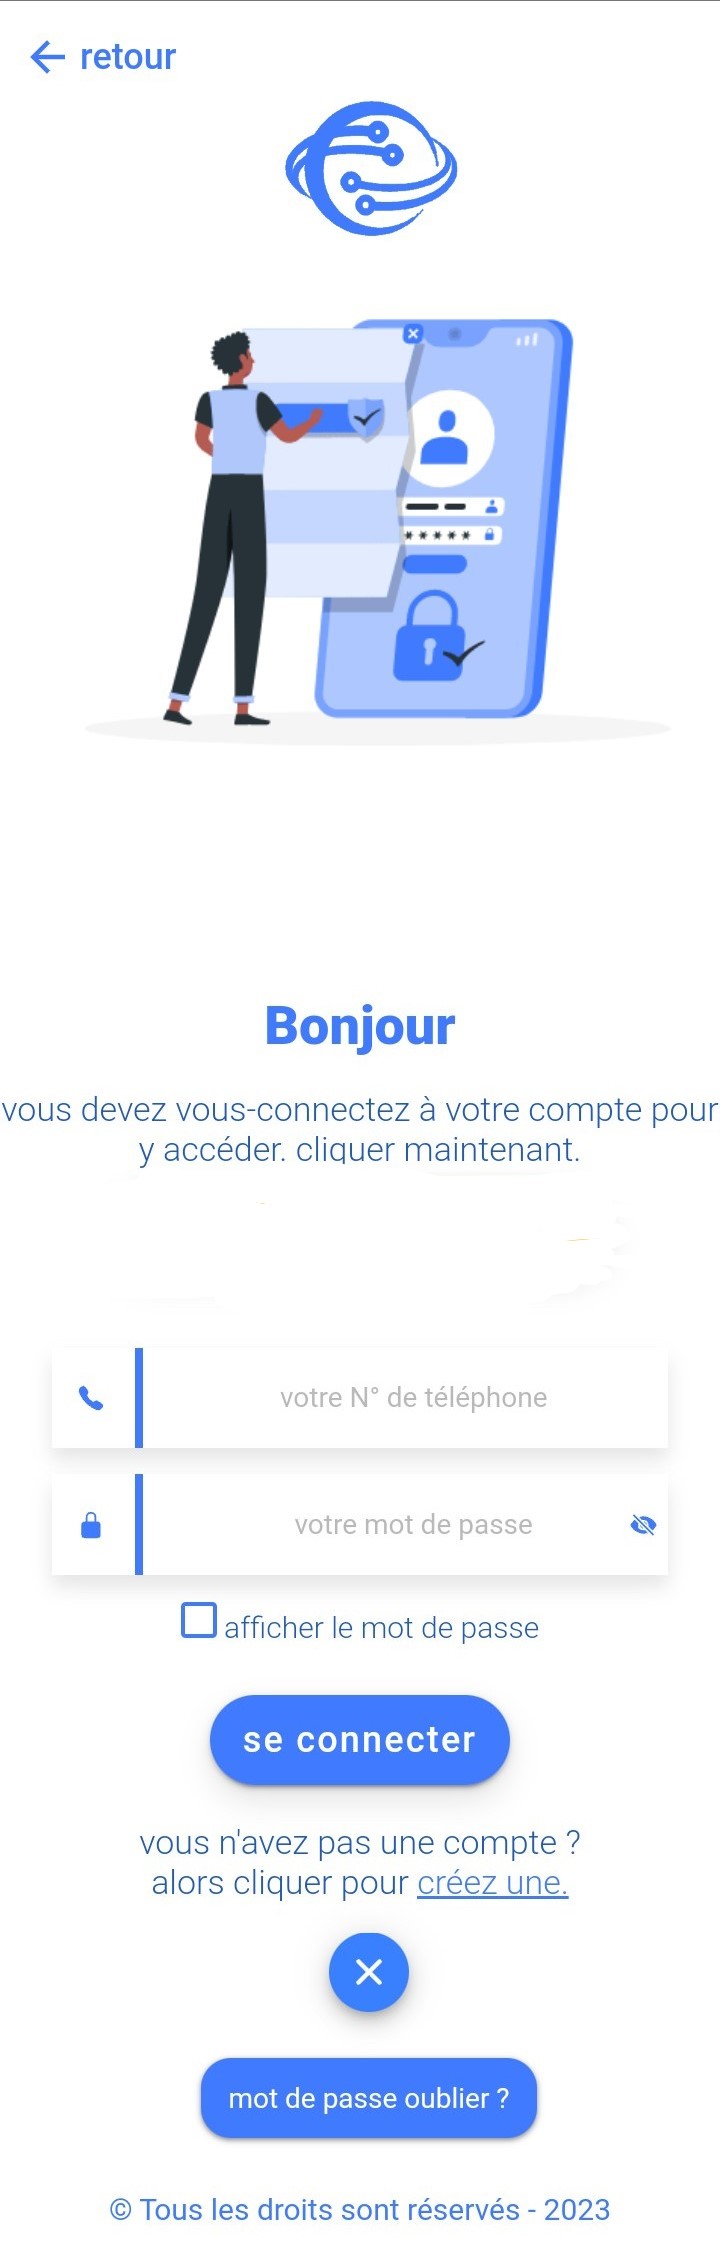 retour
Bonjour
vous devez vous-connectez à votre compte pour
y accéder. cliquer maintenant.
votre N° de téléphone
votre mot de passe
afficher le mot de passe
se connecter
vous n'avez pas une compte ?
alors cliquer pour créez une.
mot de passe oublier ?
© Tous les droits sont réservés - 2023